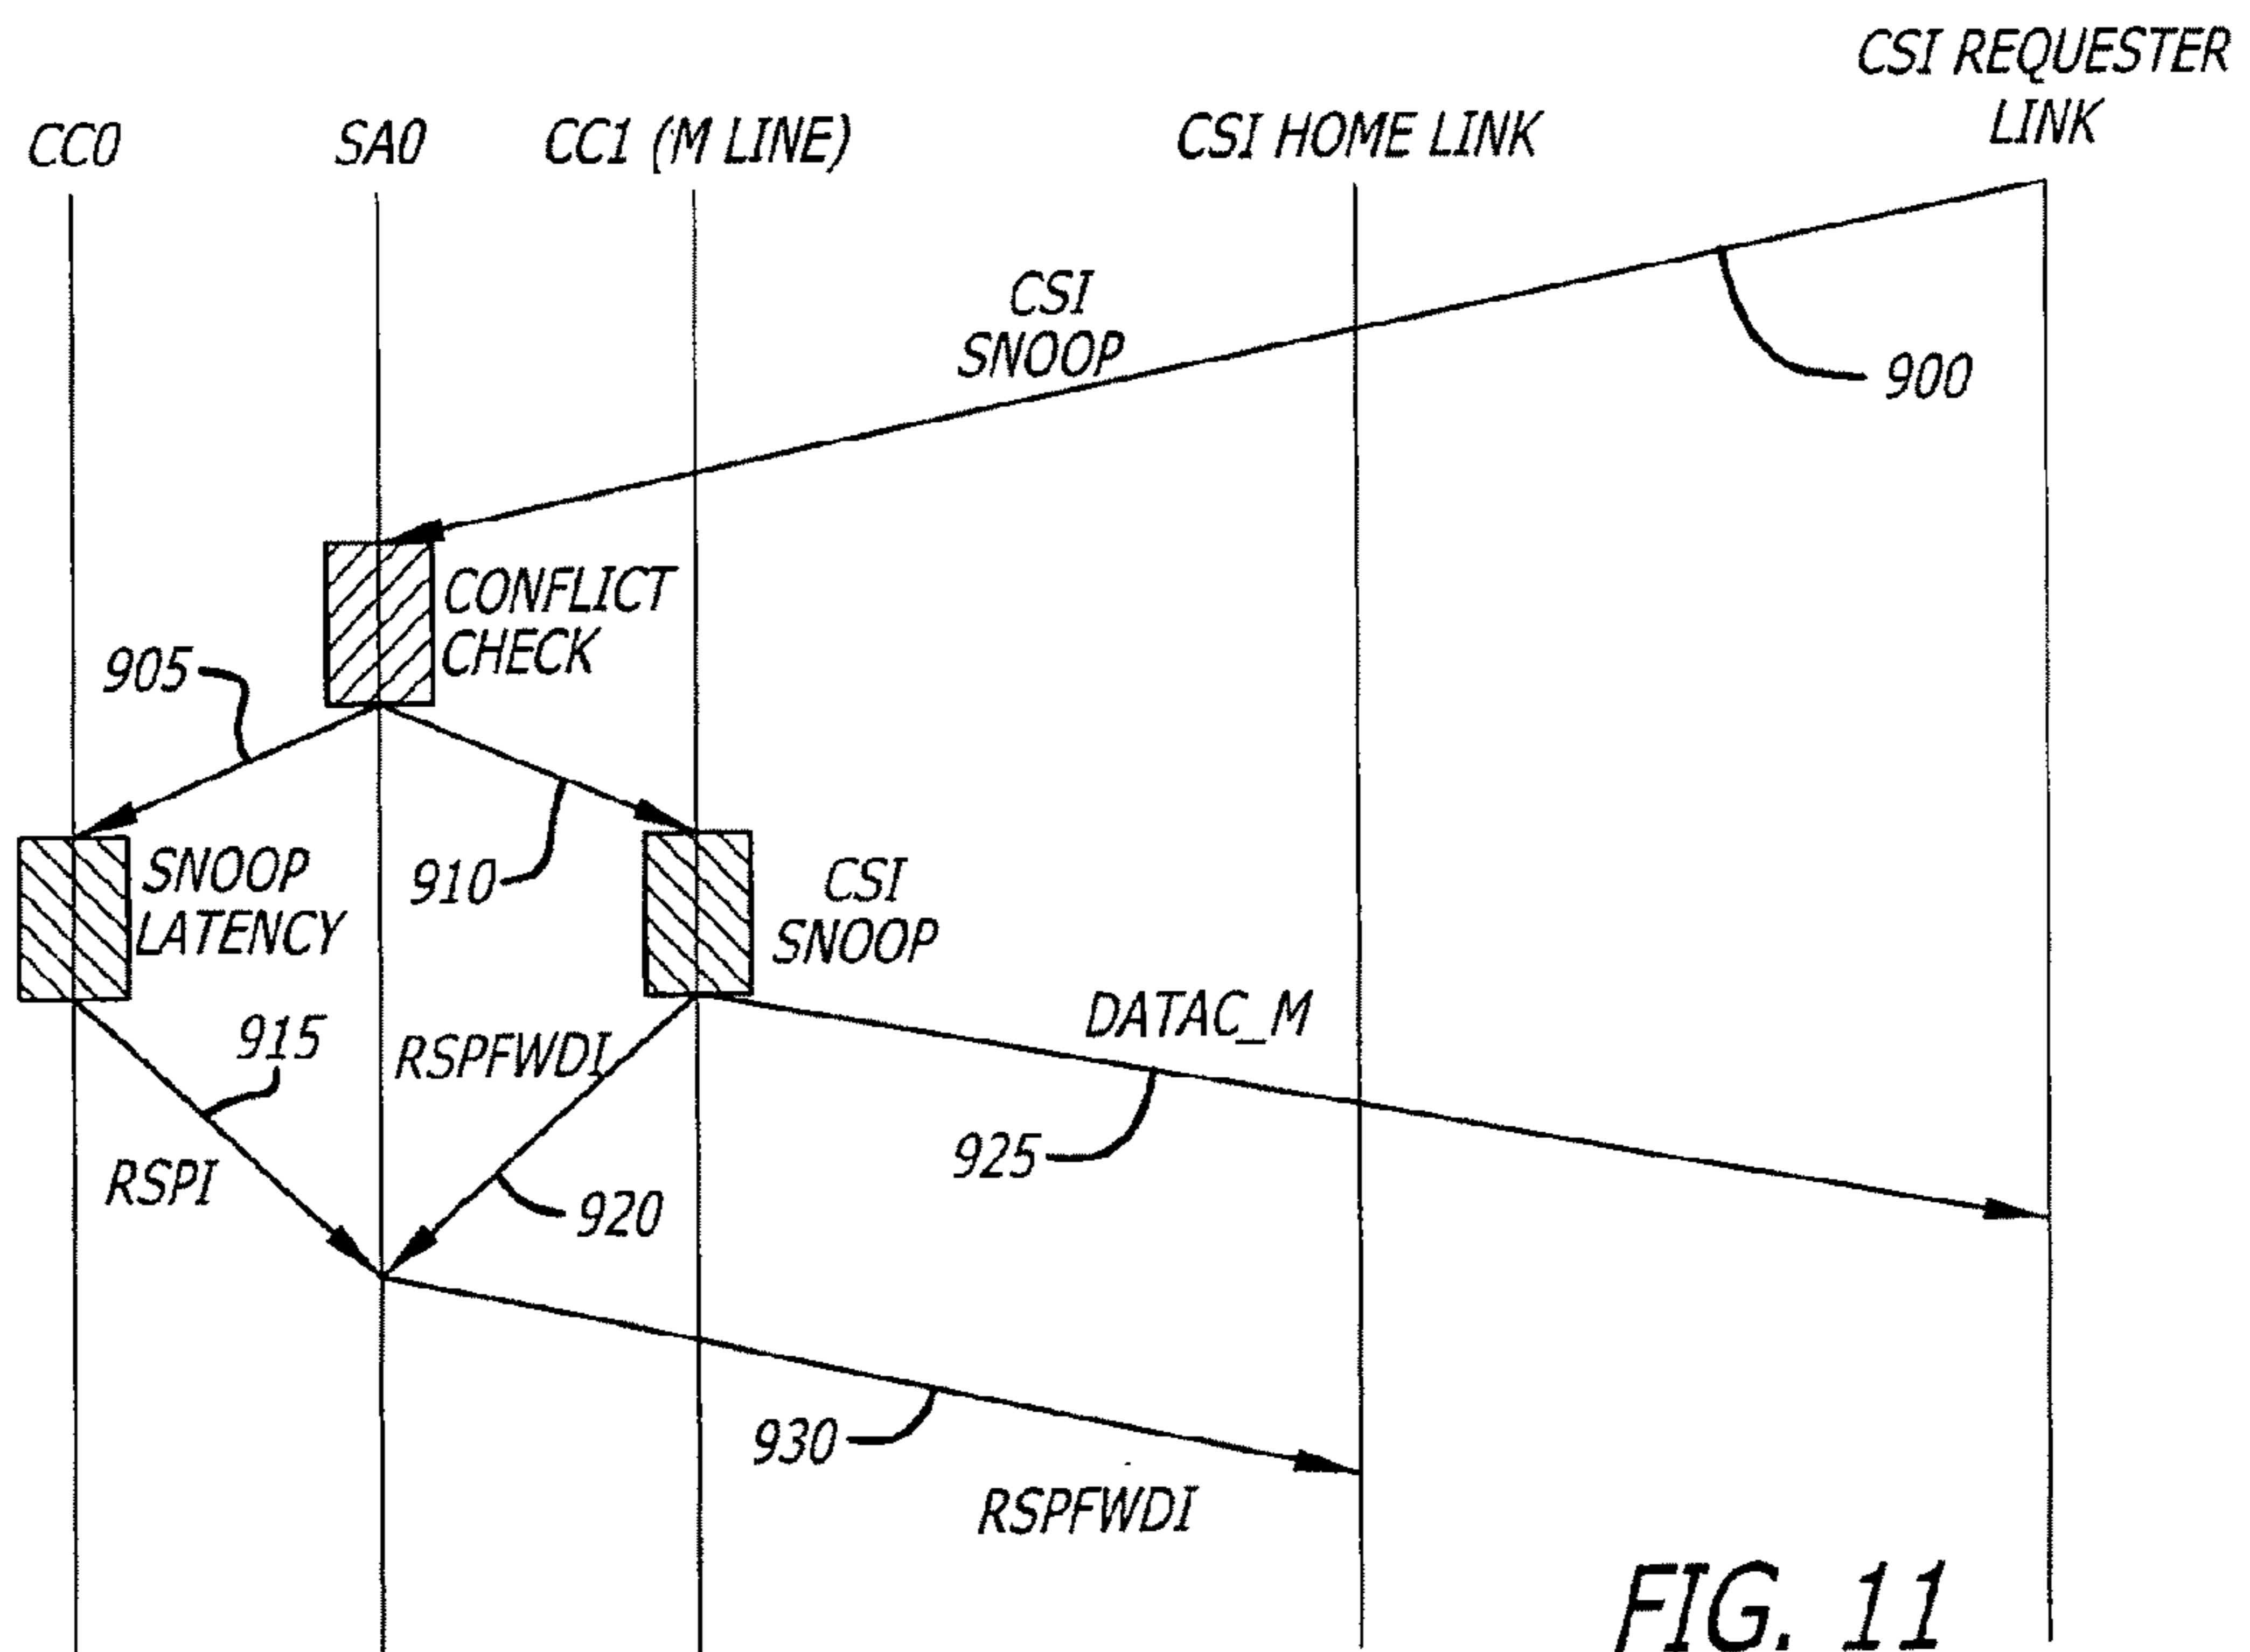 CSI REQUESTER
LINK
CC0
SA0
CC1 (M LINE)
CSI HOME LINK
CSI
SNOOP
900
CONFLICT
CHECK
905
SNOOP
LATENCY
910
CSI
SNOOP
DATAC_M
915
RSPFWDI
925
RSPI
920
930
RSPFWDI
FIG. 11